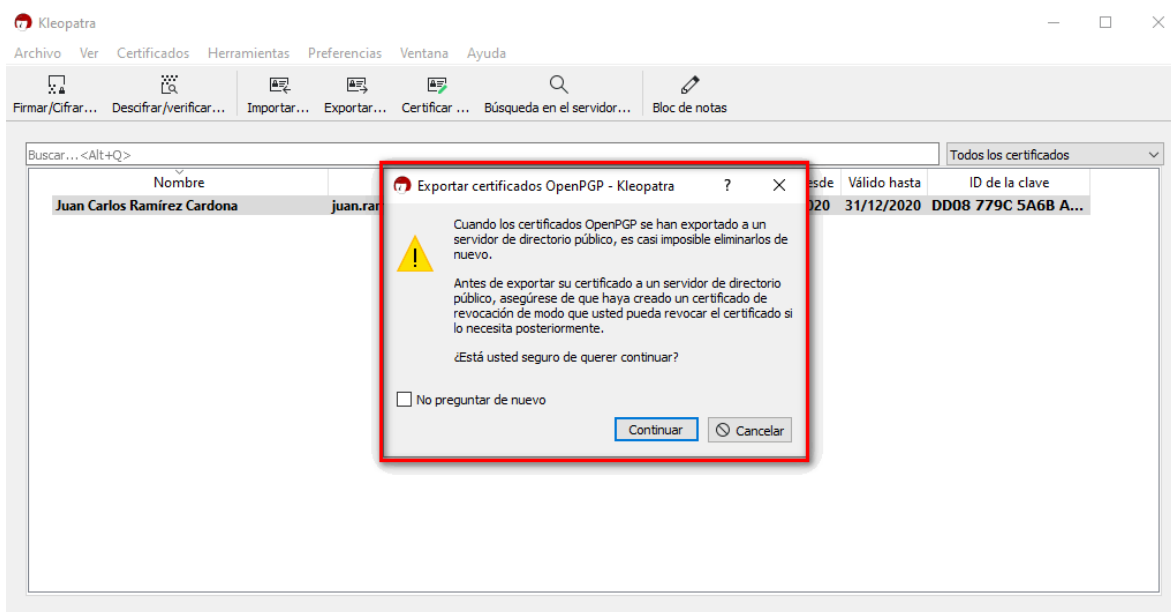 Kleopatra
Archivo Ver Certificados Herramientas Preferencias Ventana Ayuda
Firmar/Cifrar... Descifrar/verificar... Importar... Exportar... Certificar ... Búsqueda en el servidor... Bloc de notas
Buscar...<Alt+Q> Todos los certificados
Nombre Válido hasta ID de la clave
Juan Carlos Ramírez Cardona 31/12/2020 DD08 779C 5A6B A...
Exportar certificados OpenPGP - Kleopatra
Cuando los certificados OpenPGP se han exportado a un
servidor de directorio público, es casi imposible eliminarlos de
nuevo.
Antes de exportar su certificado a un servidor de directorio
público, asegúrese de que haya creado un certificado de
revocación de modo que usted pueda revocar el certificado si
lo necesita posteriormente.
¿Está usted seguro de querer continuar?
No preguntar de nuevo
Continuar Cancelar